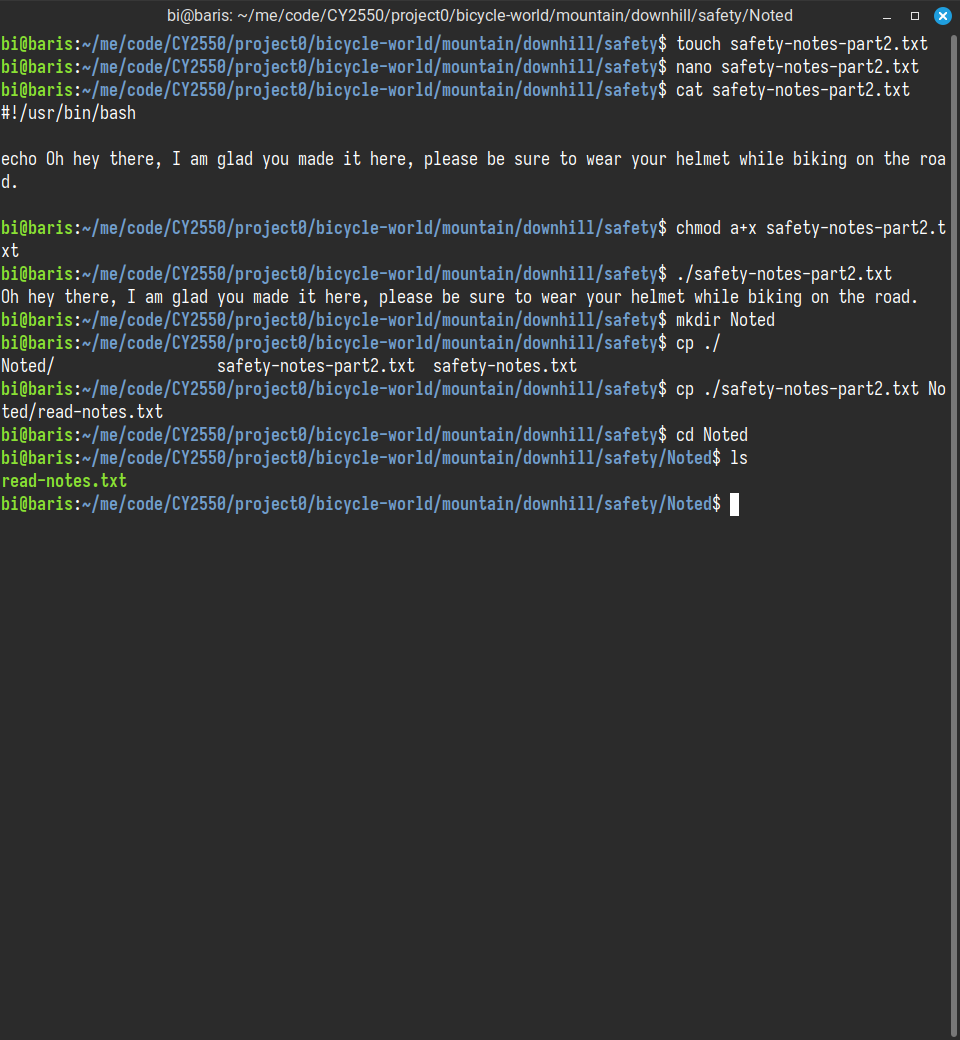 bi@baris: ~/me/code/CY2550/project0/bicycle-world/mountain/downhill/safety/Noted
bi@baris:~/me/code/CY2550/project0/bicycle-world/mountain/downhill/safety$ touch safety-notes-part2.txt
bi@baris:~/me/code/CY2550/project0/bicycle-world/mountain/downhill/safety$ nano safety-notes-part2.txt
bi@baris:~/me/code/CY2550/project0/bicycle-world/mountain/downhill/safety$ cat safety-notes-part2.txt
#!/usr/bin/bash
echo Oh hey there, I am glad you made it here, please be sure to wear your helmet while biking on the roa
d.
bi@baris:~/me/code/CY2550/project0/bicycle-world/mountain/downhill/safety$ chmod a+x safety-notes-part2.t
xt
bi@baris:~/me/code/CY2550/project0/bicycle-world/mountain/downhill/safety$ ./safety-notes-part2.txt
Oh hey there, I am glad you made it here, please be sure to wear your helmet while biking on the road.
bi@baris:~/me/code/CY2550/project0/bicycle-world/mountain/downhill/safety$ mkdir Noted
bi@baris:~/me/code/CY2550/project0/bicycle-world/mountain/downhill/safety$ cp ./
Noted/                  safety-notes-part2.txt  safety-notes.txt
bi@baris:~/me/code/CY2550/project0/bicycle-world/mountain/downhill/safety$ cp ./safety-notes-part2.txt No
ted/read-notes.txt
bi@baris:~/me/code/CY2550/project0/bicycle-world/mountain/downhill/safety$ cd Noted
bi@baris:~/me/code/CY2550/project0/bicycle-world/mountain/downhill/safety/Noted$ ls
read-notes.txt
bi@baris:~/me/code/CY2550/project0/bicycle-world/mountain/downhill/safety/Noted$